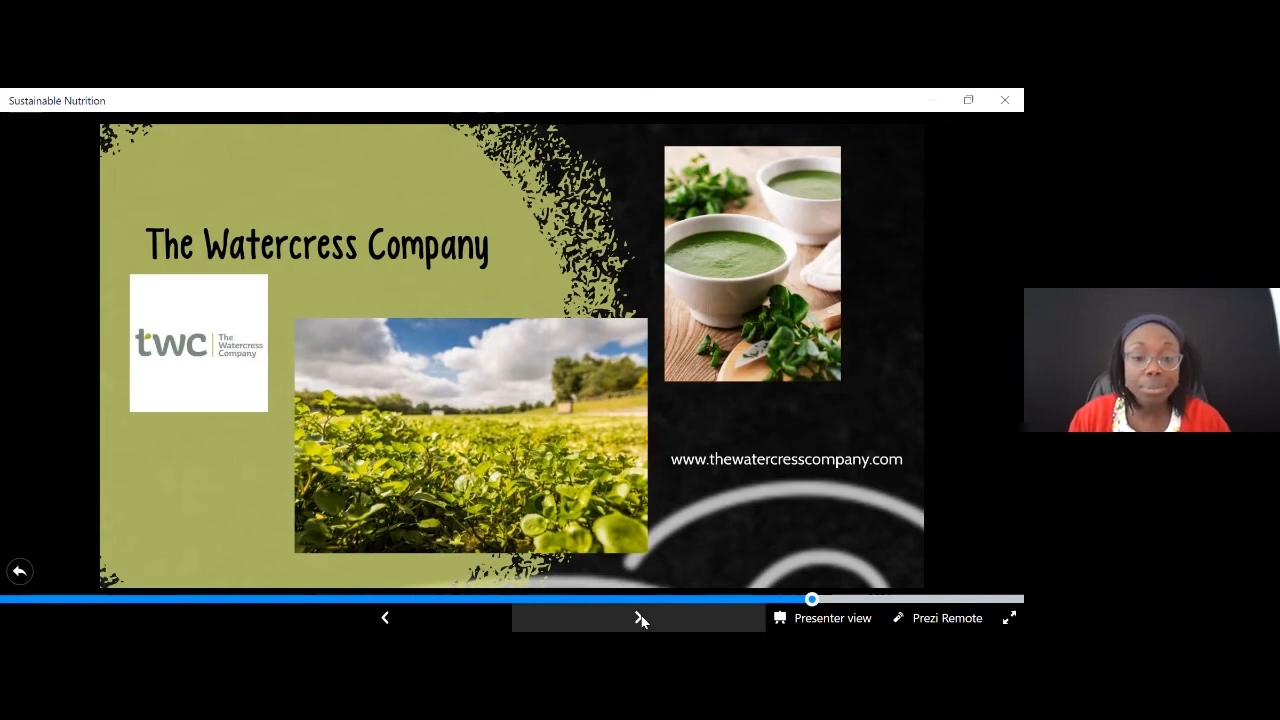 Sustainable Nutrition
The Watercress Company
twc
The
Watercress
Company
www.thewatercresscompany.com
Presenter view
Prezi Remote